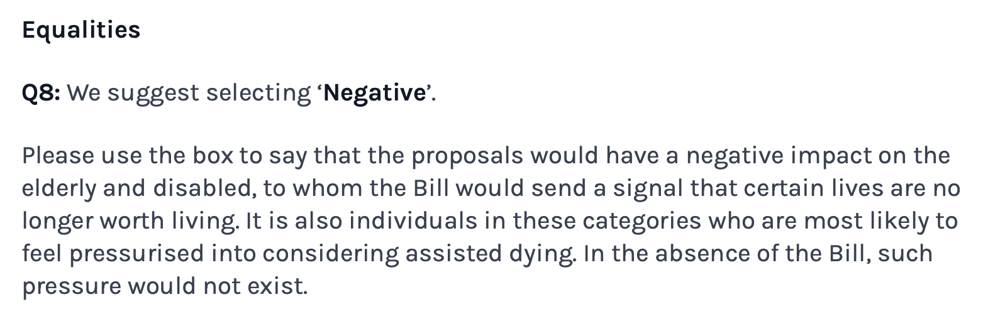 Equalities
Q8: We suggest selecting ‘Negative’.
Please use the box to say that the proposals would have a negative impact on the
elderly and disabled, to whom the Bill would send a signal that certain lives are no
longer worth living. It is also individuals in these categories who are most likely to
feel pressurised into considering assisted dying. In the absence of the Bill, such
pressure would not exist.